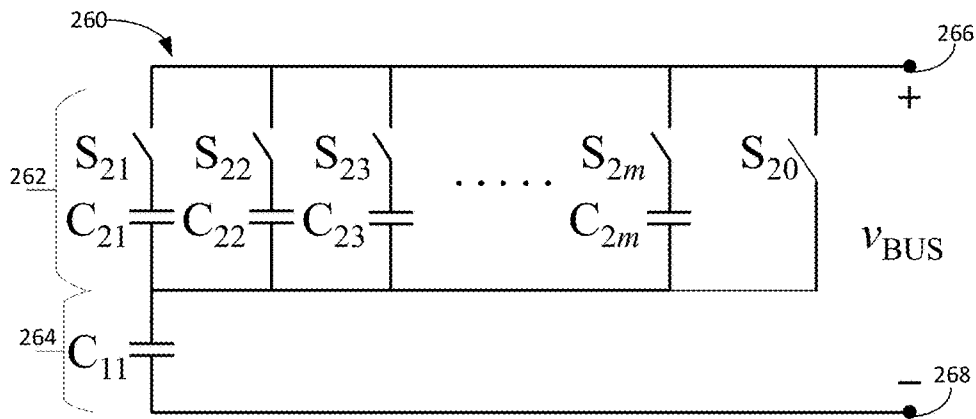 260
266
+
262
S21
S22
S23
. . . . .
S2m
S20
C21
C22
C23
C2m
vBUS
264
C11
−
268